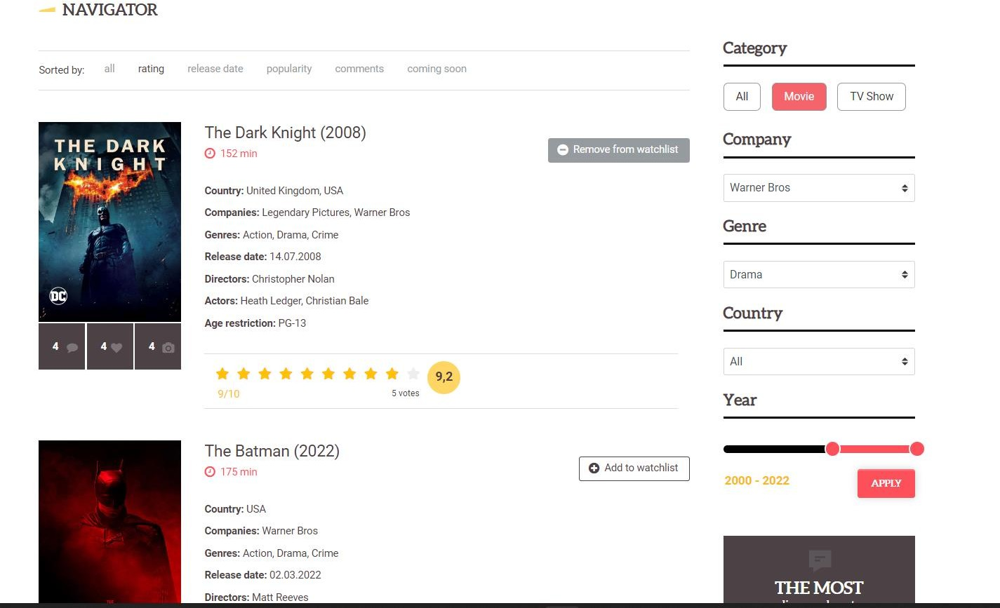 NAVIGATOR
Sorted by: all rating release date popularity comments coming soon
THE DARK
KNIGHT
DC
4 4 4
The Dark Knight (2008)
152 min
Remove from watchlist
Country: United Kingdom, USA
Companies: Legendary Pictures, Warner Bros
Genres: Action, Drama, Crime
Release date: 14.07.2008
Directors: Christopher Nolan
Actors: Heath Ledger, Christian Bale
Age restriction: PG-13
9,2
9/10 5 votes
The Batman (2022)
175 min
Add to watchlist
Country: USA
Companies: Warner Bros
Genres: Action, Drama, Crime
Release date: 02.03.2022
Directors: Matt Reeves
Category
All Movie TV Show
Company
Warner Bros
Genre
Drama
Country
All
Year
2000 - 2022
APPLY
THE MOST